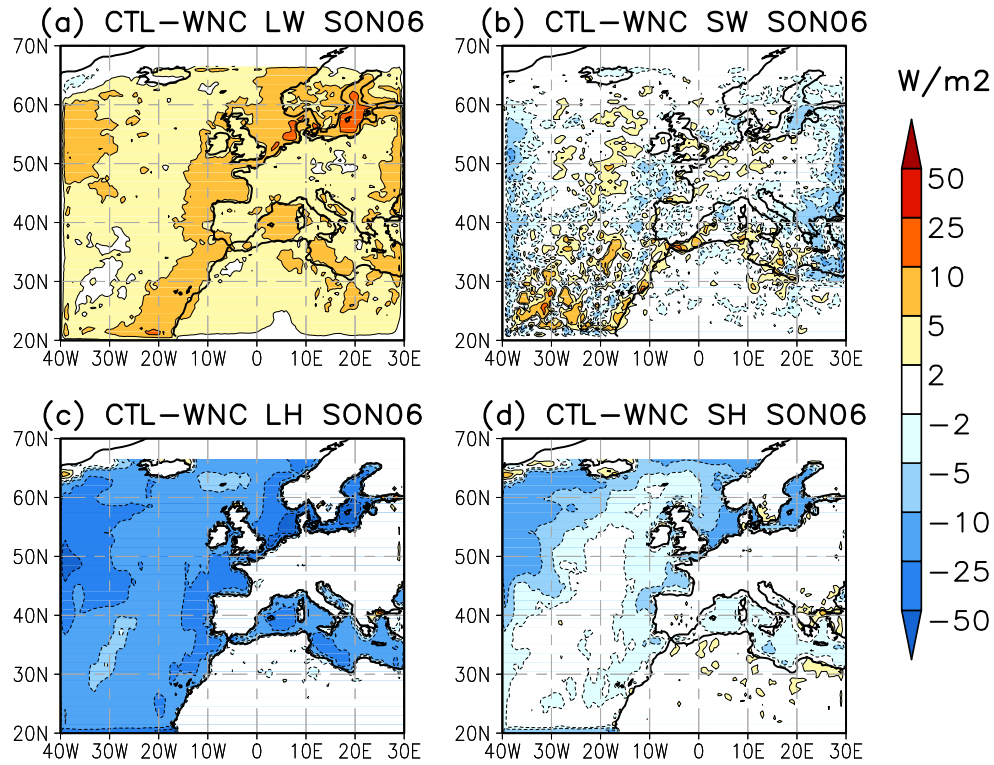 (a) CTL−WNC LW SON06
70N
60N
50N
40N
30N
20N
40W 30W 20W 10W 0 10E 20E 30E
(b) CTL−WNC SW SON06
70N
60N
50N
40N
30N
20N
40W 30W 20W 10W 0 10E 20E 30E
W/m2
50
25
10
5
2
−2
−5
−10
−25
−50
(c) CTL−WNC LH SON06
70N
60N
50N
40N
30N
20N
40W 30W 20W 10W 0 10E 20E 30E
(d) CTL−WNC SH SON06
70N
60N
50N
40N
30N
20N
40W 30W 20W 10W 0 10E 20E 30E